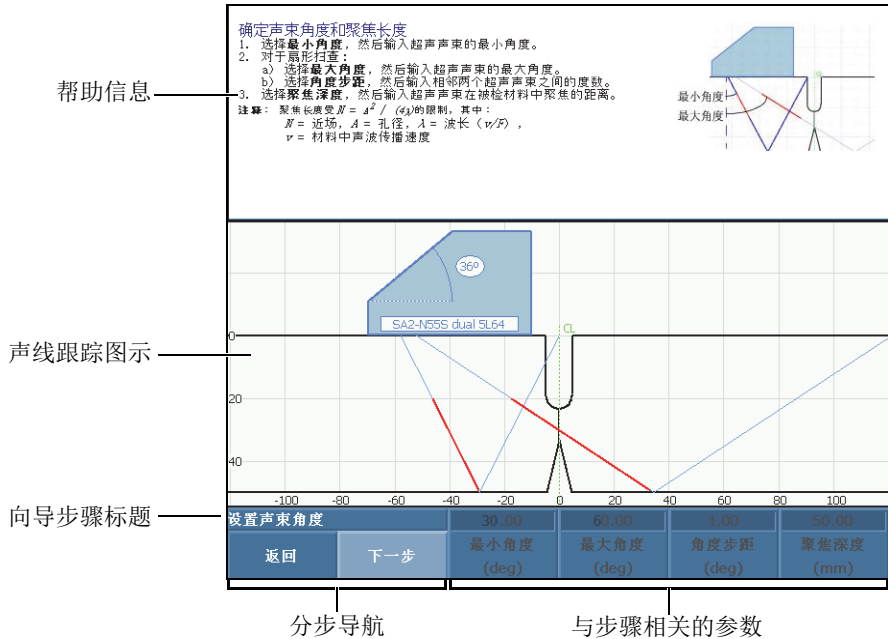 确定声束角度和聚焦长度
1. 选择最小角度，然后输入超声声束的最小角度。
2. 对于扇形扫查：
a) 选择最大角度，然后输入超声声束的最大角度。
b) 选择角度步距，然后输入相邻两个超声声束之间的度数。
3. 选择聚焦深度，然后输入超声声束在被检材料中聚焦的距离。
注释： 聚焦长度受N = A² / (4λ)的限制，其中：
N = 近场，A = 孔径，λ = 波长（v/F），
v = 材料中声波传播速度
CL
最小角度
最大角度
帮助信息
36º
SA2-N55S dual 5L64
CL
0
声线跟踪图示
20
40
-100 -80 -60 -40 -20 0 20 40 60 80 100
向导步骤标题
设置声束角度 30.00 60.00 1.00 50.00
返回 下一步 最小角度 最大角度 角度步距 聚焦深度
(deg) (deg) (deg) (mm)
分步导航 与步骤相关的参数